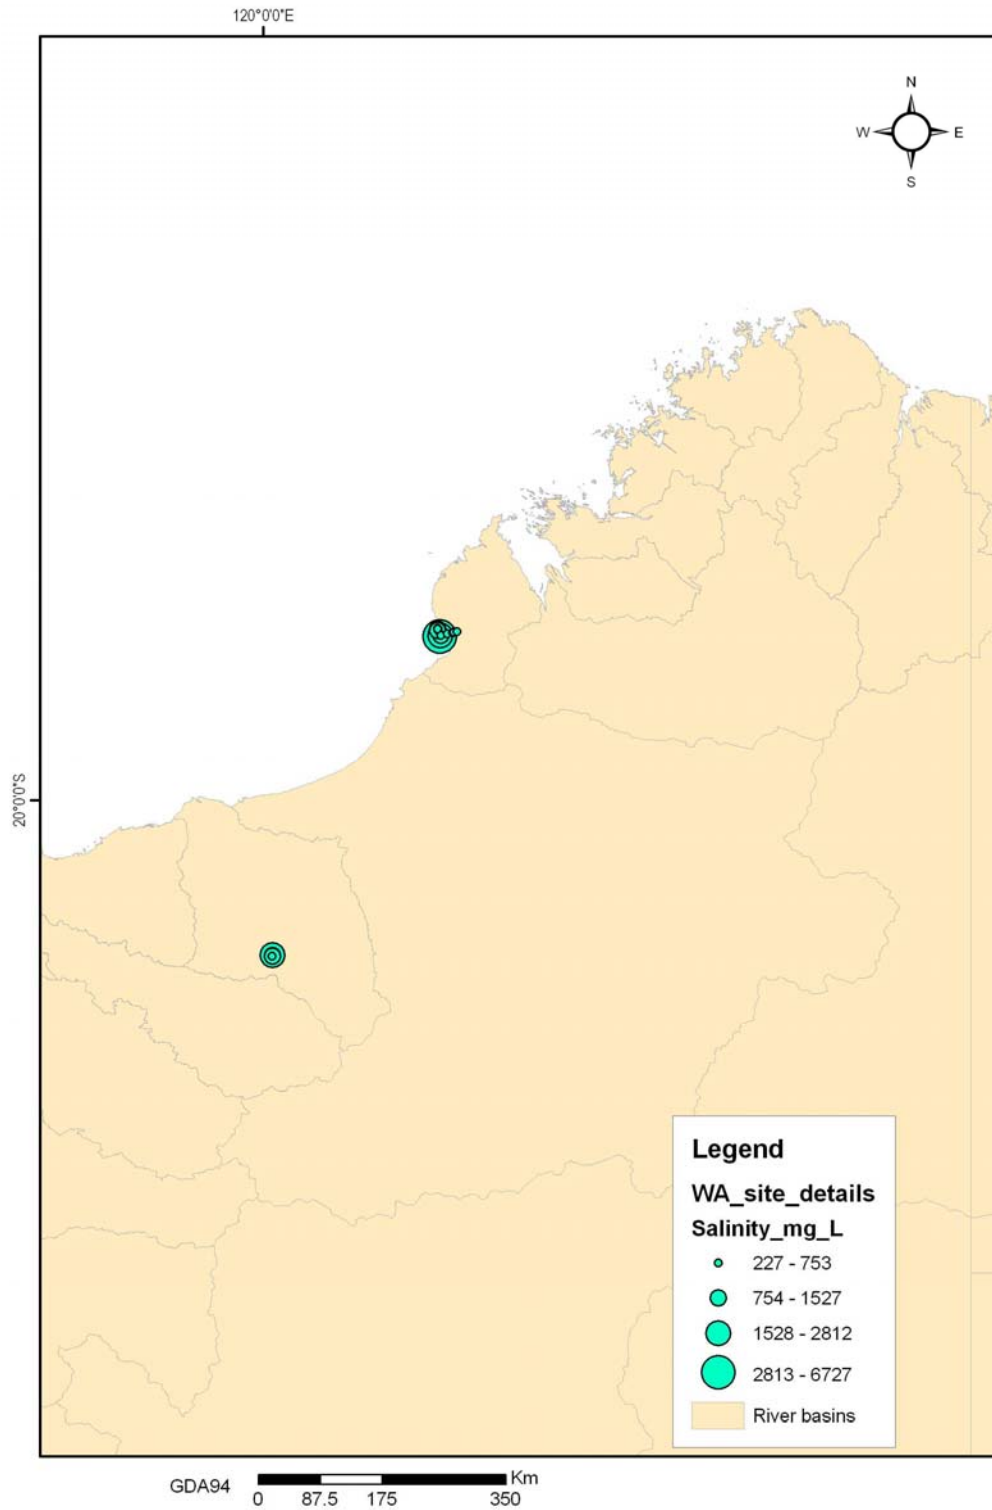 120°0'0"E
N
W E
S
20°0'0"S
Legend
WA_site_details
Salinity_mg_L
227 - 753
754 - 1527
1528 - 2812
2813 - 6727
River basins
GDA94 Km
0 87.5 175 350